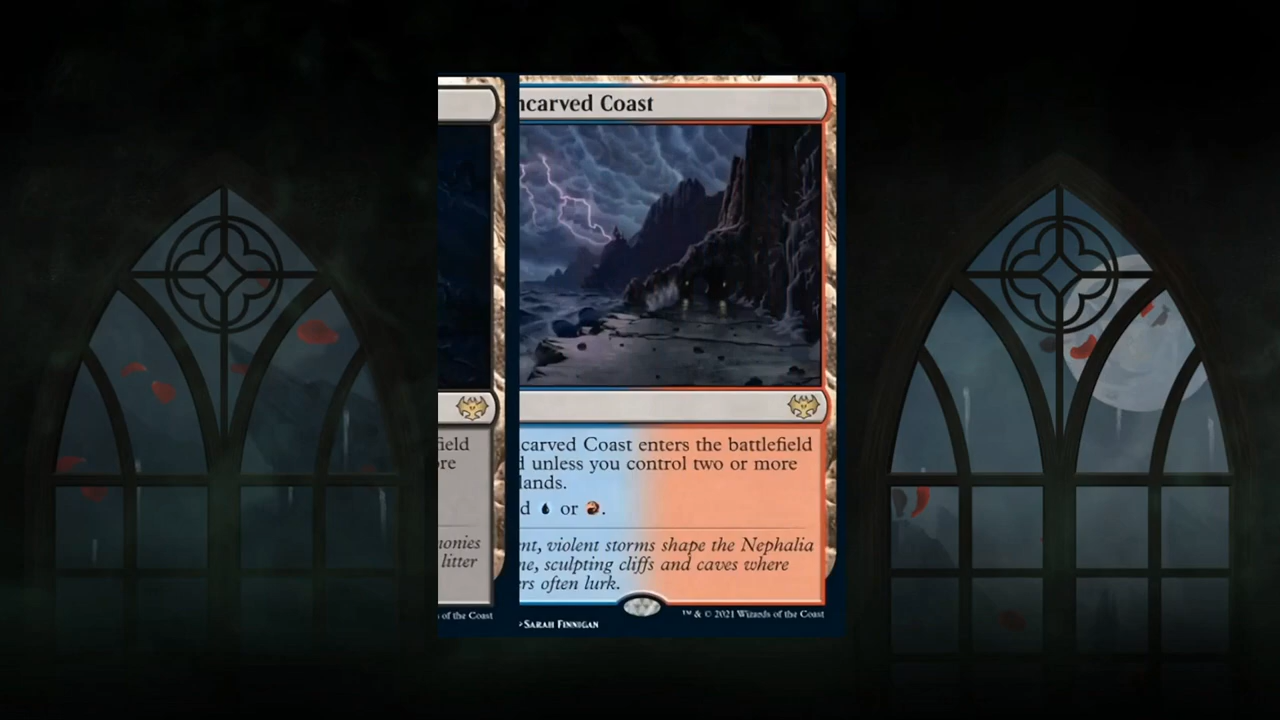 ncarved Coast
carved Coast enters the battlefield
unless you control two or more
lands.
d or .
nt, violent storms shape the Nephalia
ne, sculpting cliffs and caves where
rs often lurk.
™ & © 2021 Wizards of the Coast
SARAH FINNIGAN
field
ore
nonies
litter
s of the Coast